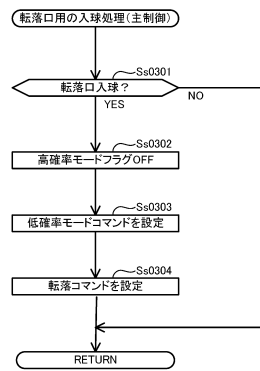 転落口用の入球処理(主制御)
Ss0301
転落口入球?
NO
YES
Ss0302
高確率モードフラグOFF
Ss0303
低確率モードコマンドを設定
Ss0304
転落コマンドを設定
RETURN